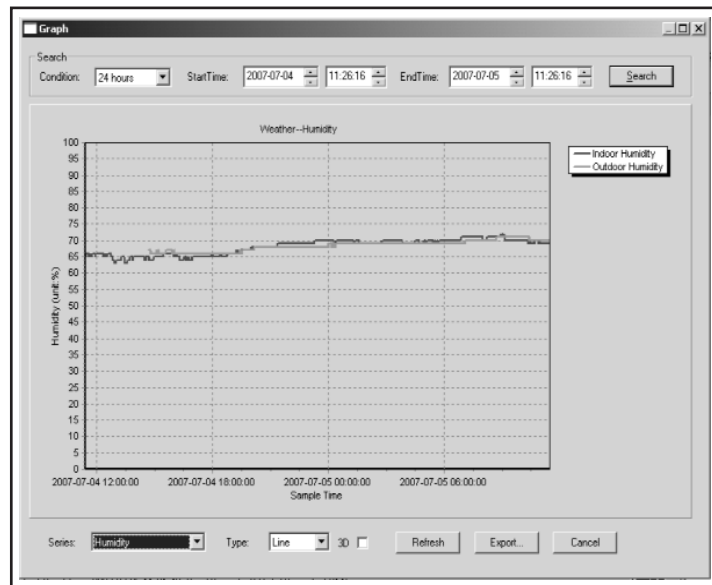 Graph
Search
Condition: 24 hours StartTime: 2007-07-04 11:26:16 EndTime: 2007-07-05 11:26:16 Search
Weather--Humidity
Indoor Humidity
Outdoor Humidity
Humidity (unit:%)
100
95
90
85
80
75
70
65
60
55
50
45
40
35
30
25
20
15
10
5
0
2007-07-04 12:00:00 2007-07-04 18:00:00 2007-07-05 00:00:00 2007-07-05 06:00:00
Sample Time
Series: Humidity Type: Line 3D Refresh Export... Cancel